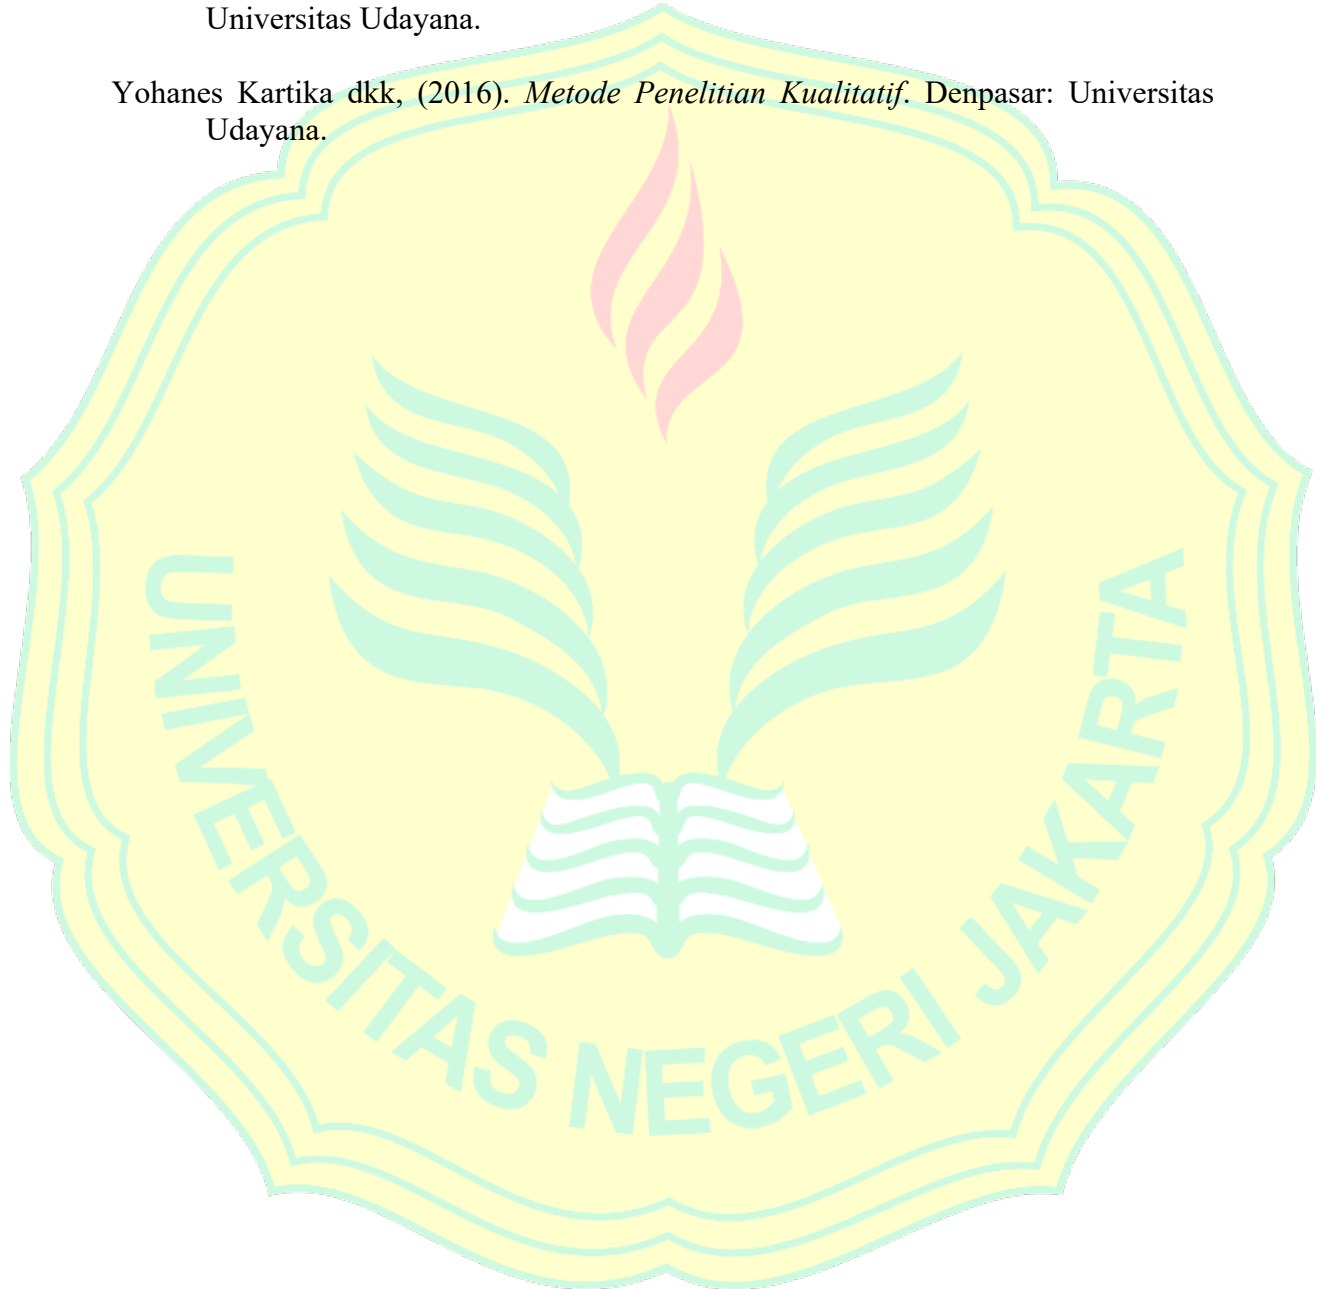 Universitas Udayana.
Yohanes Kartika dkk, (2016). Metode Penelitian Kualitatif. Denpasar: Universitas
Udayana.
UNIVERSITAS NEGERI JAKARTA